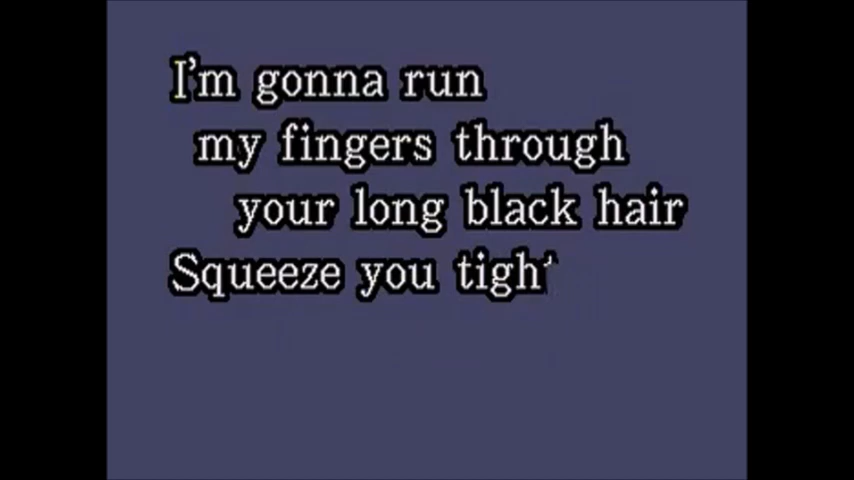 I'm gonna run
my fingers through
your long black hair
Squeeze you tigh